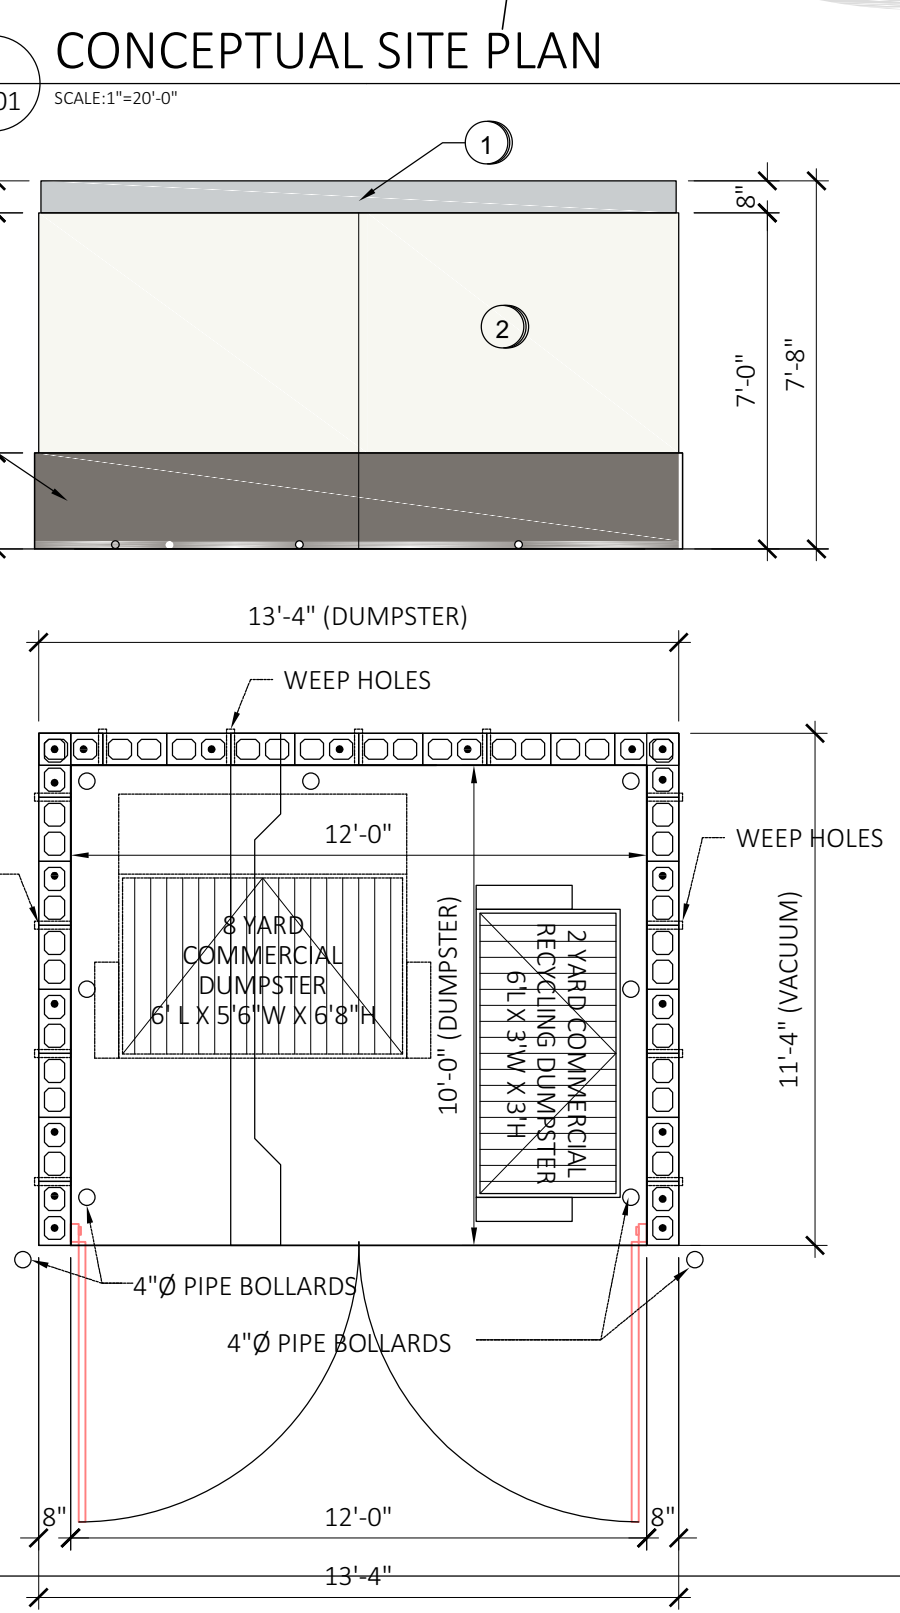 CONCEPTUAL SITE PLAN
01
SCALE:1"=20'-0"
1
8"
2
7'-0"
7'-8"
13'-4" (DUMPSTER)
WEEP HOLES
12'-0"
WEEP HOLES
8 YARD
COMMERCIAL
DUMPSTER
6' L X 5'6"W X 6'8"H
10'-0" (DUMPSTER)
2 YARD COMMERCIAL
RECYCLING DUMPSTER
6'L X 3'W X 3'H
11'-4" (VACUUM)
4"Ø PIPE BOLLARDS
4"Ø PIPE BOLLARDS
8"
12'-0"
8"
13'-4"